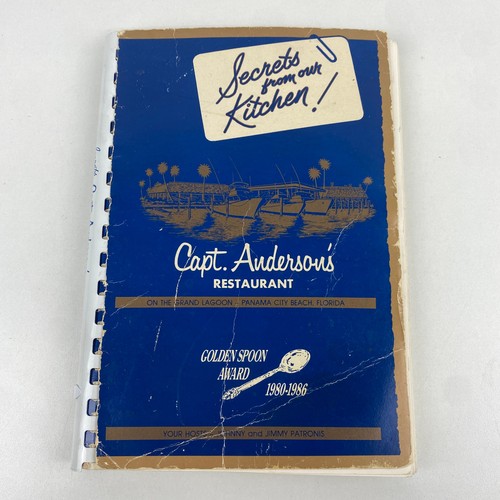 Secrets
from our
Kitchen!
Capt. Anderson's
RESTAURANT
ON THE GRAND LAGOON - PANAMA CITY BEACH, FLORIDA
GOLDEN SPOON
AWARD
1980-1986
YOUR HOSTS JOHNNY and JIMMY PATRONIS